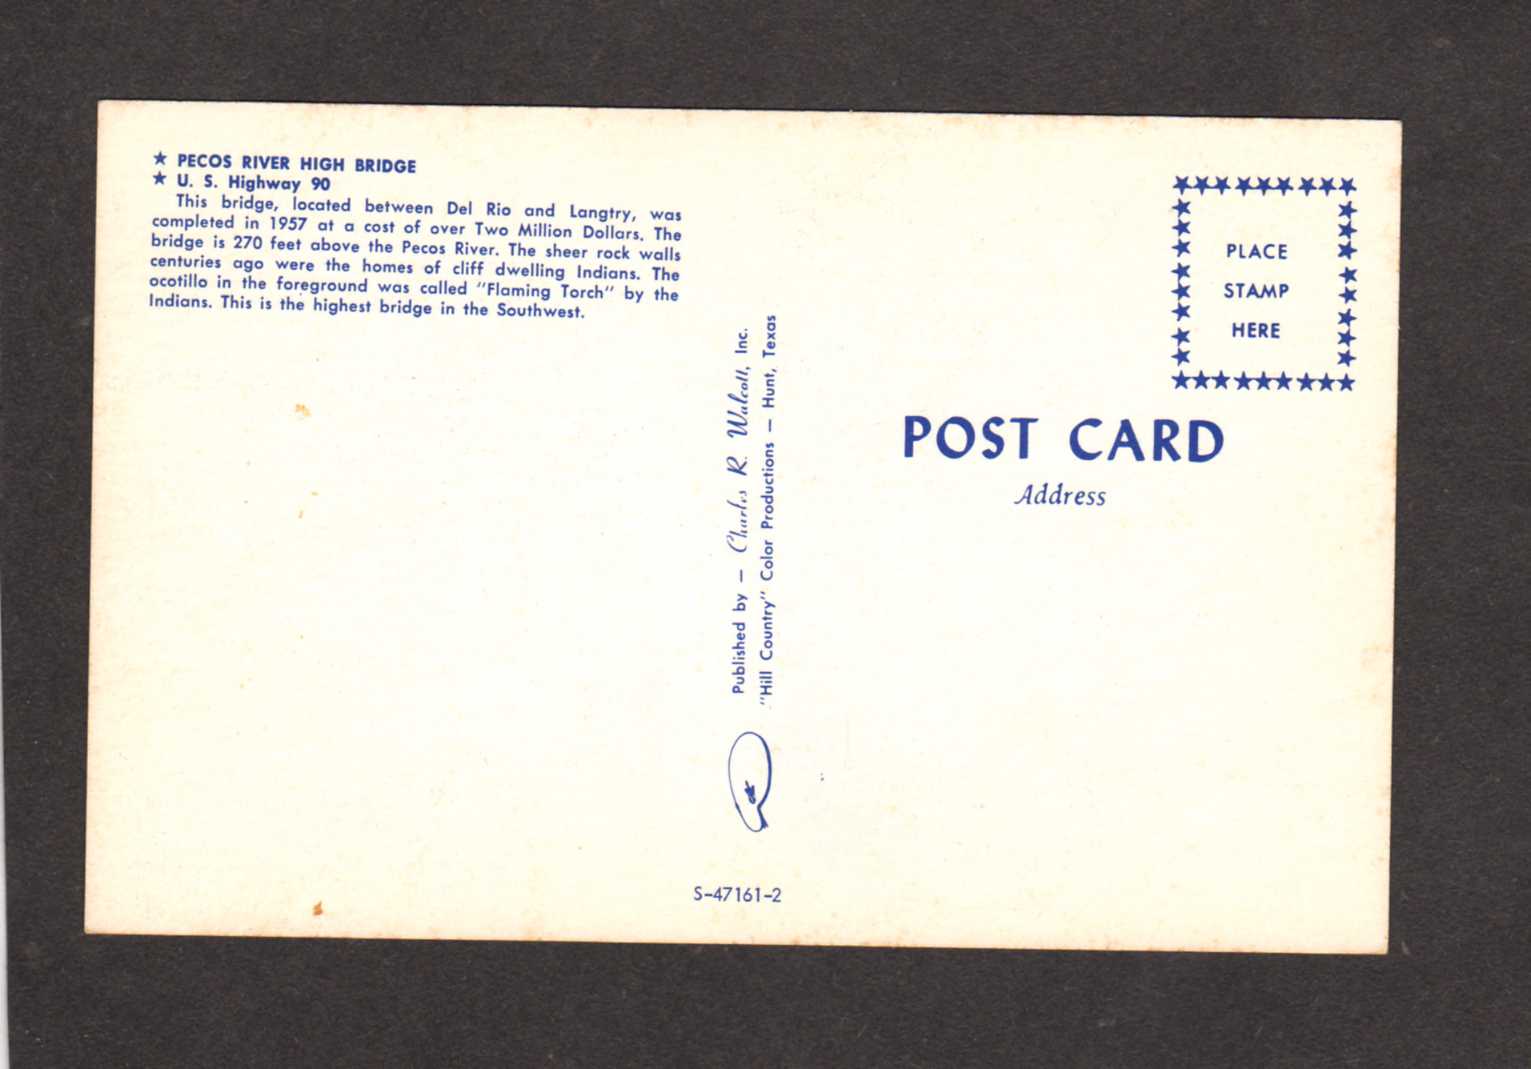 ★ PECOS RIVER HIGH BRIDGE
★ U. S. Highway 90
This bridge, located between Del Rio and Langtry, was
completed in 1957 at a cost of over Two Million Dollars. The
bridge is 270 feet above the Pecos River. The sheer rock walls
centuries ago were the homes of cliff dwelling Indians. The
ocotillo in the foreground was called "Flaming Torch" by the
Indians. This is the highest bridge in the Southwest.
Published by — Charles R. Walcott, Inc.
"Hill Country" Color Productions — Hunt, Texas
S-47161-2
PLACE
STAMP
HERE
POST CARD
Address